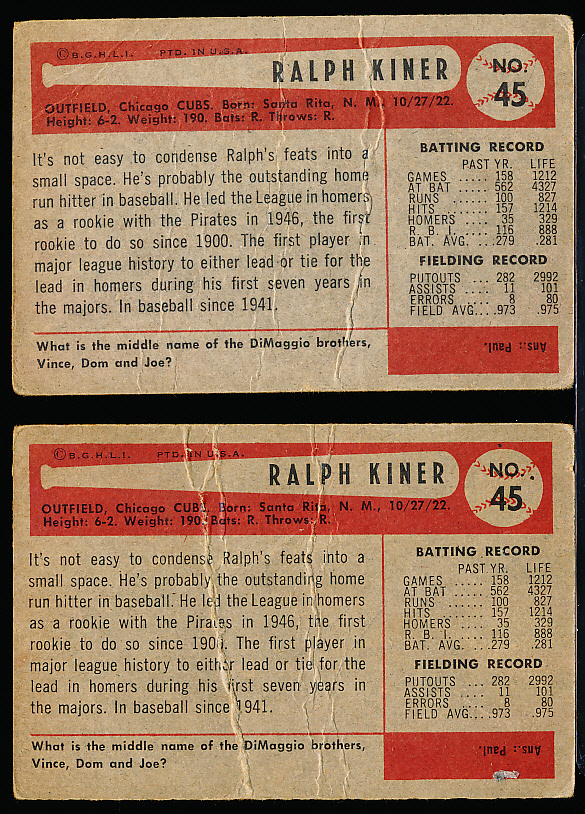 ©B.G.H.L.I. PTD. IN U.S.A.
RALPH KINER
NO. 45
OUTFIELD, Chicago CUBS. Born: Santa Rita, N. M., 10/27/22.
Height: 6-2. Weight: 190. Bats: R. Throws: R.
It's not easy to condense Ralph's feats into a
small space. He's probably the outstanding home
run hitter in baseball. He led the League in homers
as a rookie with the Pirates in 1946, the first
rookie to do so since 1900. The first player in
major league history to either lead or tie for the
lead in homers during his first seven years in
the majors. In baseball since 1941.
What is the middle name of the DiMaggio brothers,
Vince, Dom and Joe?
BATTING RECORD
PAST YR. LIFE
GAMES ..... 158 1212
AT BAT ..... 562 4327
RUNS ...... 100 827
HITS ....... 157 1214
HOMERS .... 35 329
R. B. I. ..... 116 888
BAT. AVG. ... .279 .281
FIELDING RECORD
PUTOUTS ... 282 2992
ASSISTS .... 11 101
ERRORS .... 8 80
FIELD AVG... .973 .975
Ans.: Paul.
©B.G.H.L.I. PTD. IN U.S.A.
RALPH KINER
NO. 45
OUTFIELD, Chicago CUBS. Born: Santa Rita, N. M., 10/27/22.
Height: 6-2. Weight: 190. Bats: R. Throws: R.
It's not easy to condense Ralph's feats into a
small space. He's probably the outstanding home
run hitter in baseball. He led the League in homers
as a rookie with the Pirates in 1946, the first
rookie to do so since 1900. The first player in
major league history to either lead or tie for the
lead in homers during his first seven years in
the majors. In baseball since 1941.
What is the middle name of the DiMaggio brothers,
Vince, Dom and Joe?
BATTING RECORD
PAST YR. LIFE
GAMES ..... 158 1212
AT BAT ..... 562 4327
RUNS ...... 100 827
HITS ....... 157 1214
HOMERS .... 35 329
R. B. I. ..... 116 888
BAT. AVG. ... .279 .281
FIELDING RECORD
PUTOUTS ... 282 2992
ASSISTS .... 11 101
ERRORS .... 8 80
FIELD AVG... .973 .975
Ans.: Paul.